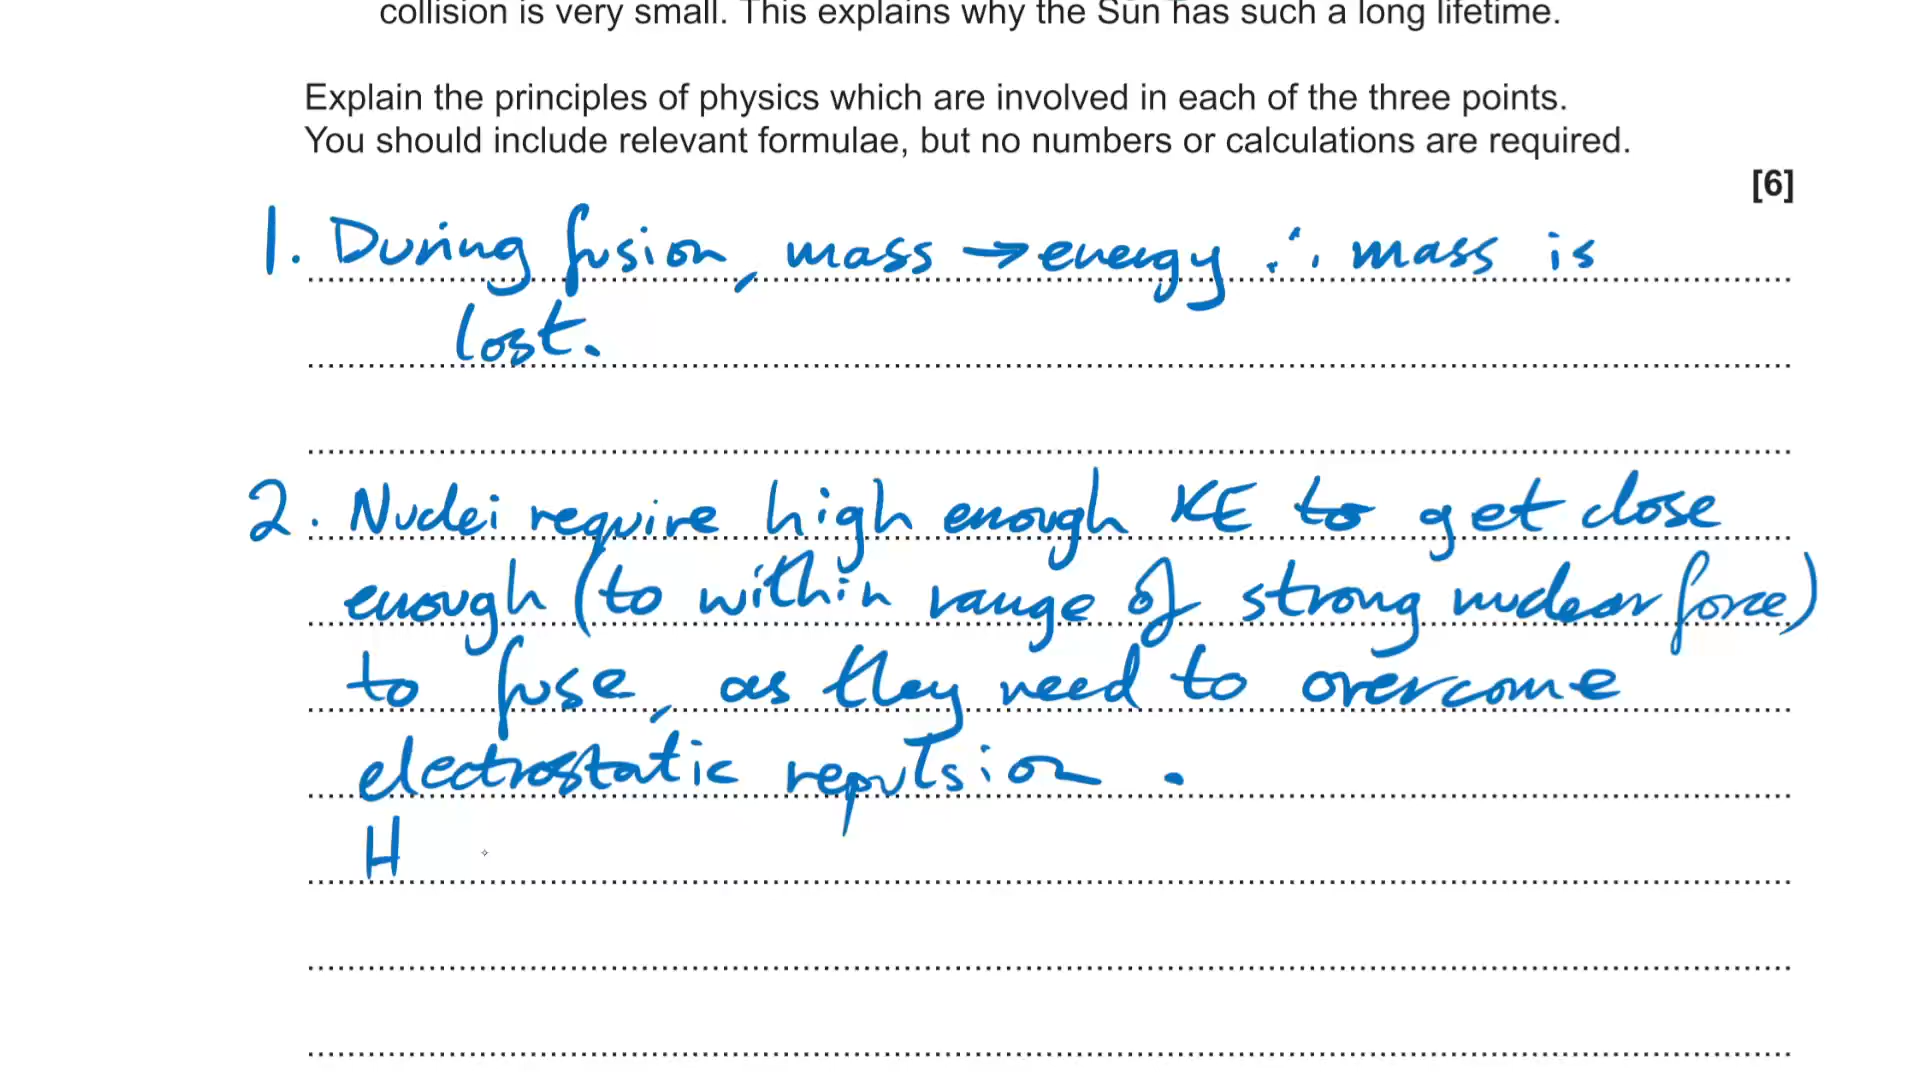 collision is very small. This explains why the Sun has such a long lifetime.
Explain the principles of physics which are involved in each of the three points.
You should include relevant formulae, but no numbers or calculations are required.
[6]
1. During fusion, mass → energy ∴ mass is
lost.
2. Nuclei require high enough KE to get close
enough (to within range of strong nuclear force)
to fuse, as they need to overcome
electrostatic repulsion.
H